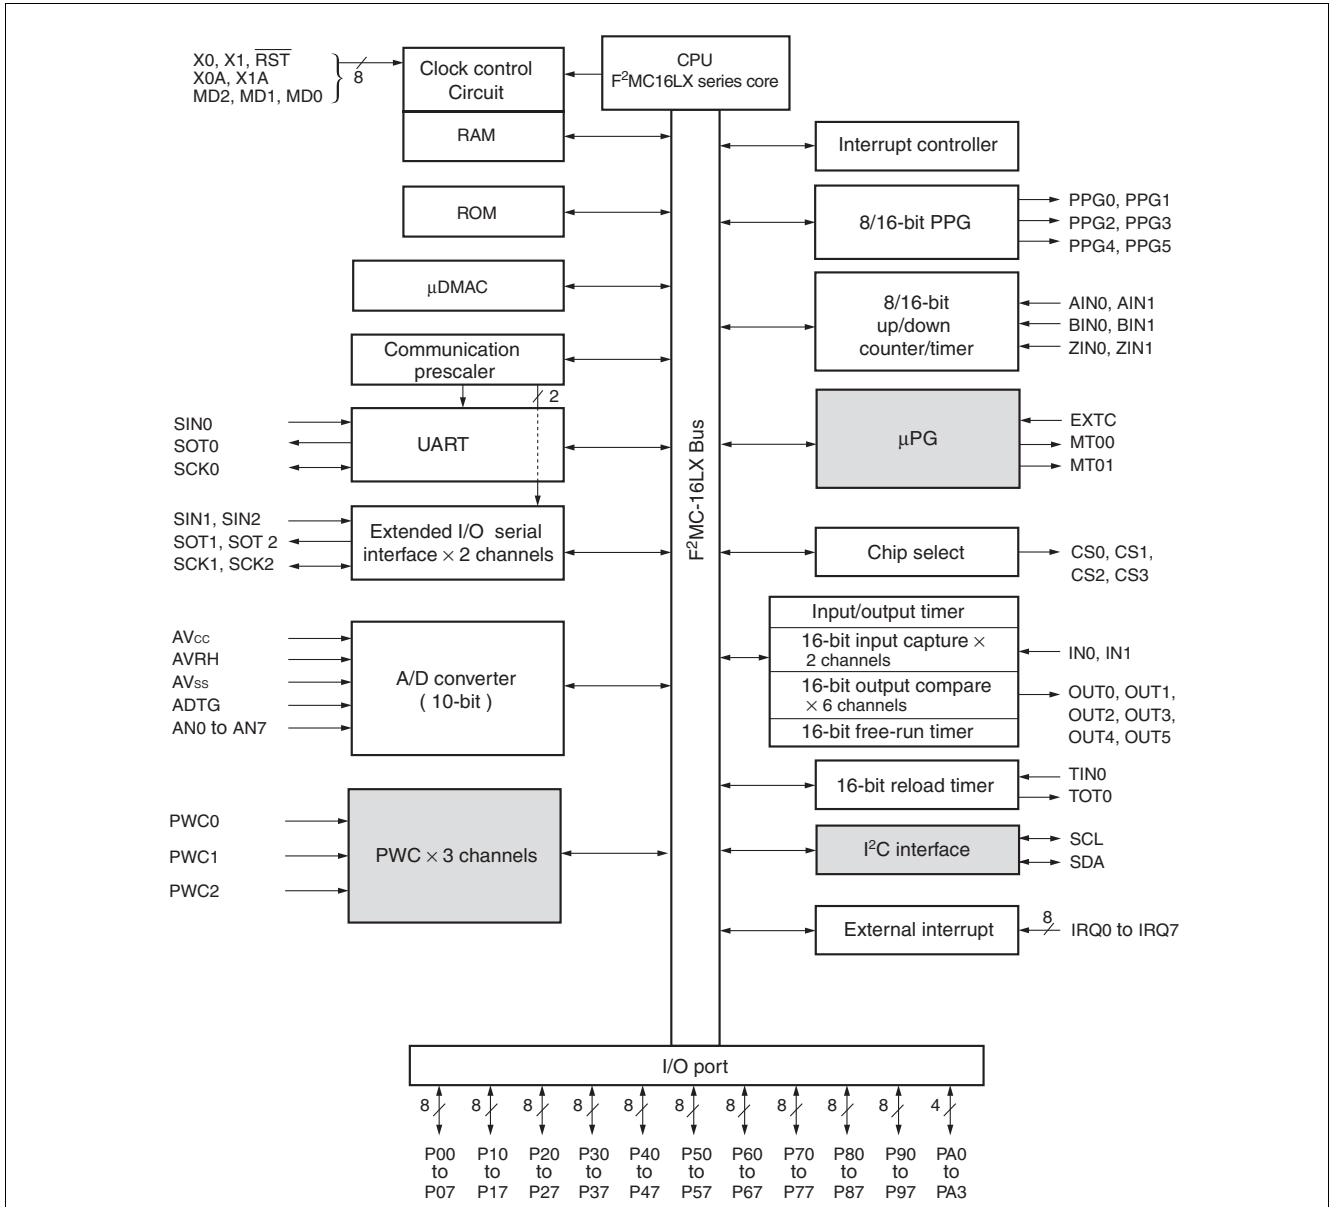 X0, X1, RST
X0A, X1A
MD2, MD1, MD0
8
Clock control
Circuit
CPU
F²MC16LX series core
RAM
Interrupt controller
ROM
8/16-bit PPG
PPG0, PPG1
PPG2, PPG3
PPG4, PPG5
μDMAC
8/16-bit
up/down
counter/timer
AIN0, AIN1
BIN0, BIN1
ZIN0, ZIN1
Communication
prescaler
2
SIN0
SOT0
SCK0
UART
F²MC-16LX Bus
μPG
EXTC
MT00
MT01
SIN1, SIN2
SOT1, SOT 2
SCK1, SCK2
Extended I/O serial
interface × 2 channels
Chip select
CS0, CS1,
CS2, CS3
Input/output timer
16-bit input capture ×
2 channels
16-bit output compare
× 6 channels
16-bit free-run timer
IN0, IN1
OUT0, OUT1,
OUT2, OUT3,
OUT4, OUT5
AVCC
AVRH
AVSS
ADTG
AN0 to AN7
A/D converter
( 10-bit )
16-bit reload timer
TIN0
TOT0
PWC0
PWC1
PWC2
PWC × 3 channels
I²C interface
SCL
SDA
External interrupt
8
IRQ0 to IRQ7
I/O port
8 8 8 8 8 8 8 8 8 8 4
P00 P10 P20 P30 P40 P50 P60 P70 P80 P90 PA0
to to to to to to to to to to to
P07 P17 P27 P37 P47 P57 P67 P77 P87 P97 PA3